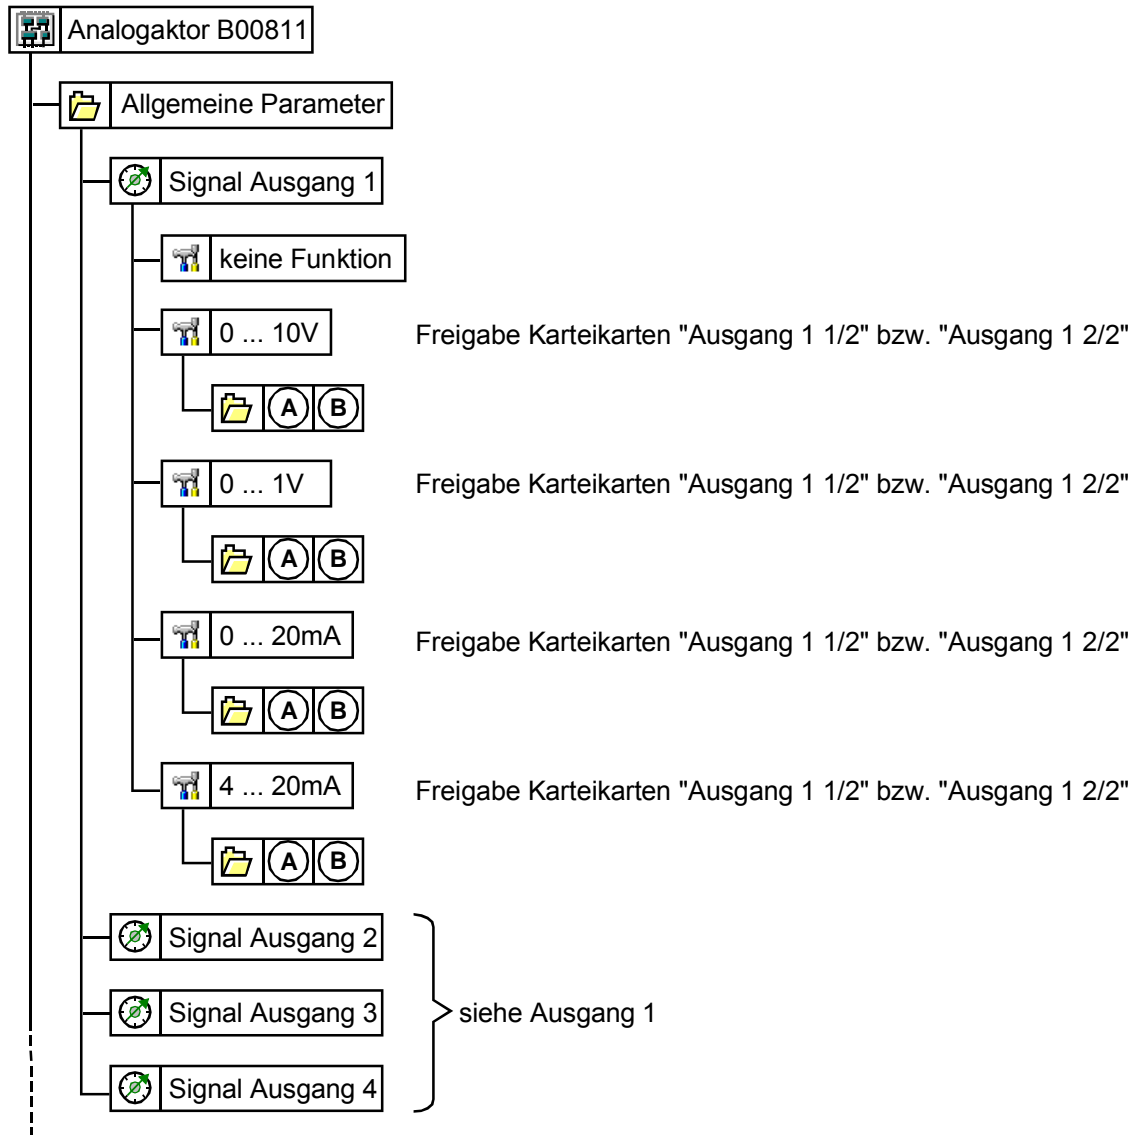 Analogaktor B00811
Allgemeine Parameter
Signal Ausgang 1
keine Funktion
0 ... 10V
Freigabe Karteikarten "Ausgang 1 1/2" bzw. "Ausgang 1 2/2"
A B
0 ... 1V
Freigabe Karteikarten "Ausgang 1 1/2" bzw. "Ausgang 1 2/2"
A B
0 ... 20mA
Freigabe Karteikarten "Ausgang 1 1/2" bzw. "Ausgang 1 2/2"
A B
4 ... 20mA
Freigabe Karteikarten "Ausgang 1 1/2" bzw. "Ausgang 1 2/2"
A B
Signal Ausgang 2
Signal Ausgang 3
siehe Ausgang 1
Signal Ausgang 4